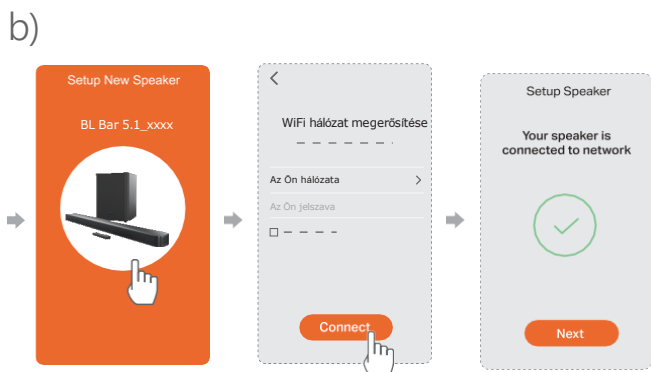 b)
Setup New Speaker
BL Bar 5.1_xxxx
WiFi hálózat megerősítése
Az Ön hálózata
Az Ön jelszava
Connect
Setup Speaker
Your speaker is
connected to network
Next